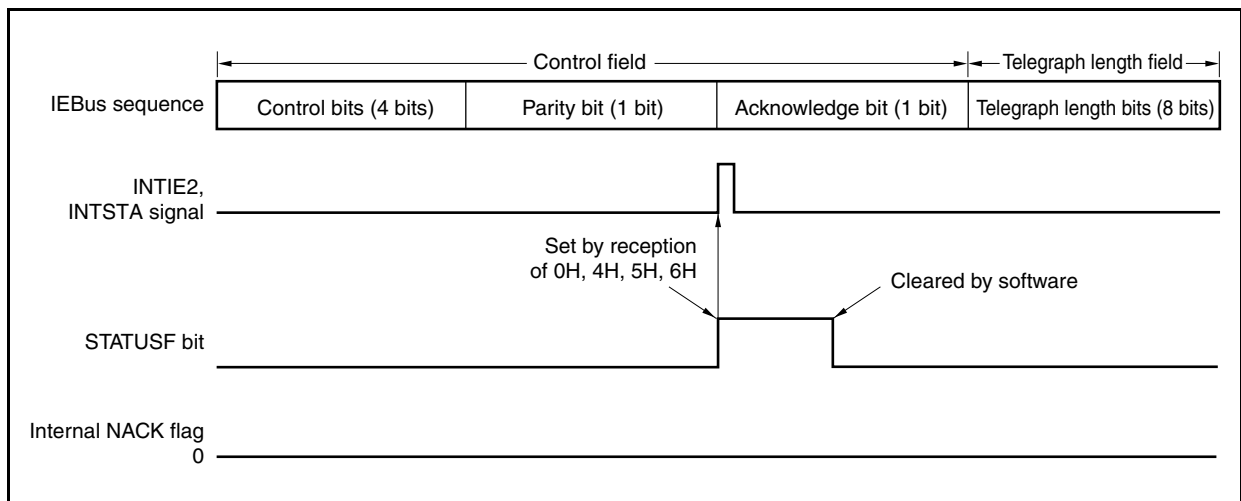 Control field
Telegraph length field
IEBus sequence
Control bits (4 bits)
Parity bit (1 bit)
Acknowledge bit (1 bit)
Telegraph length bits (8 bits)
INTIE2,
INTSTA signal
Set by reception
of 0H, 4H, 5H, 6H
Cleared by software
STATUSF bit
Internal NACK flag
0